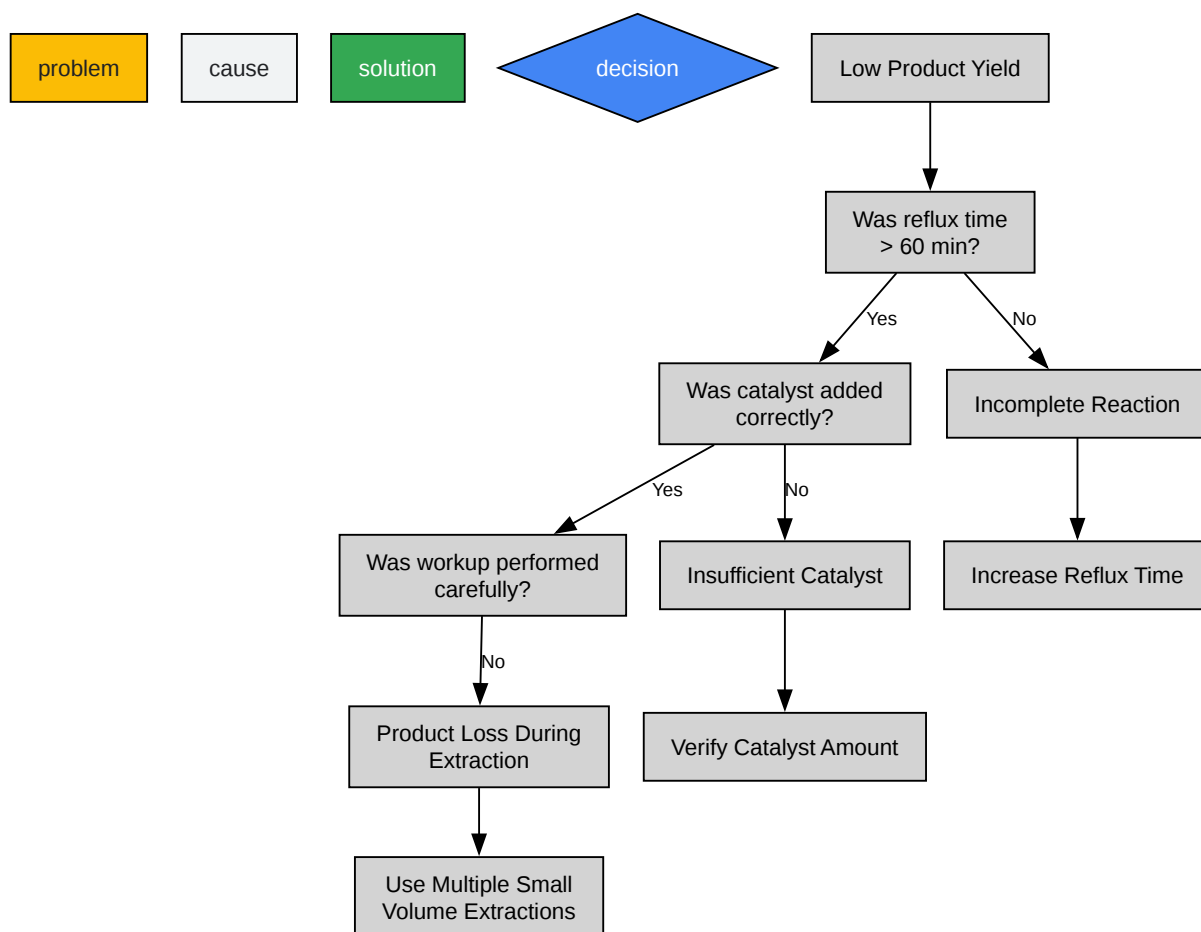 problem
cause
solution
decision
Low Product Yield
Was reflux time
> 60 min?
Yes
No
Was catalyst added
correctly?
Incomplete Reaction
Yes
No
Was workup performed
carefully?
Insufficient Catalyst
Increase Reflux Time
No
Product Loss During
Extraction
Verify Catalyst Amount
Use Multiple Small
Volume Extractions